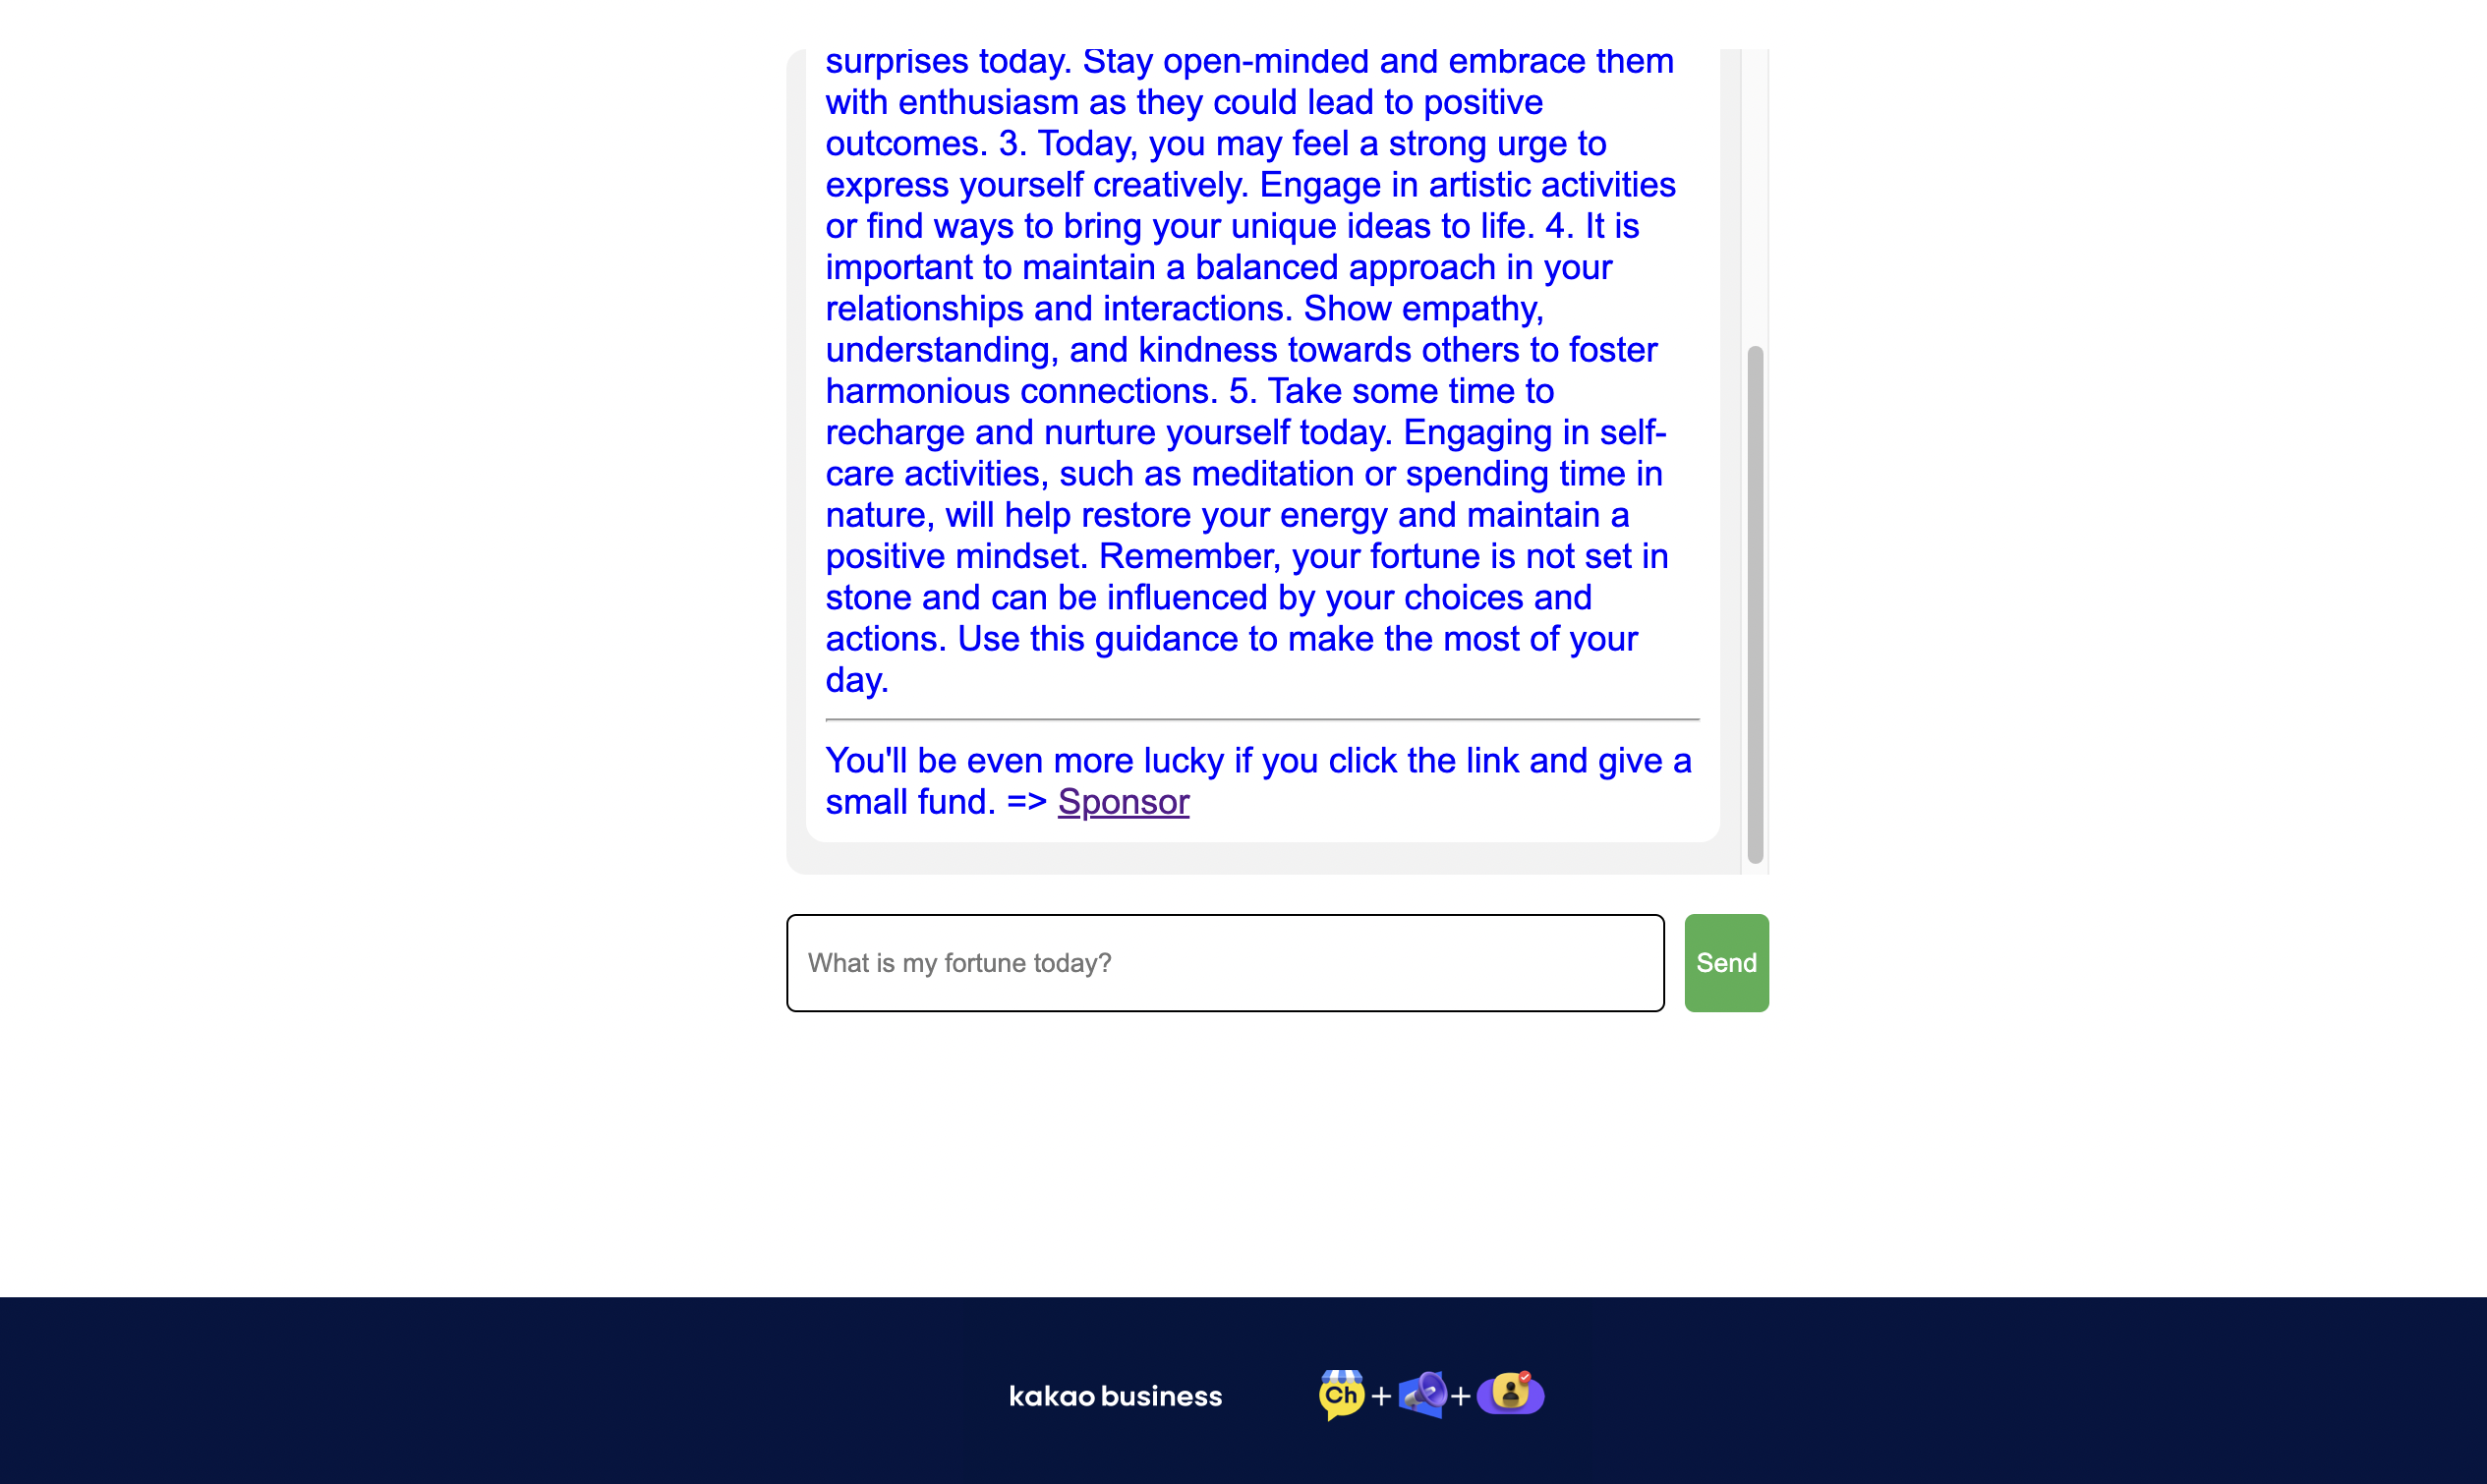 surprises today. Stay open-minded and embrace them
with enthusiasm as they could lead to positive
outcomes. 3. Today, you may feel a strong urge to
express yourself creatively. Engage in artistic activities
or find ways to bring your unique ideas to life. 4. It is
important to maintain a balanced approach in your
relationships and interactions. Show empathy,
understanding, and kindness towards others to foster
harmonious connections. 5. Take some time to
recharge and nurture yourself today. Engaging in self-
care activities, such as meditation or spending time in
nature, will help restore your energy and maintain a
positive mindset. Remember, your fortune is not set in
stone and can be influenced by your choices and
actions. Use this guidance to make the most of your
day.
You'll be even more lucky if you click the link and give a
small fund. => Sponsor
What is my fortune today?
Send
kakao business
Ch + +